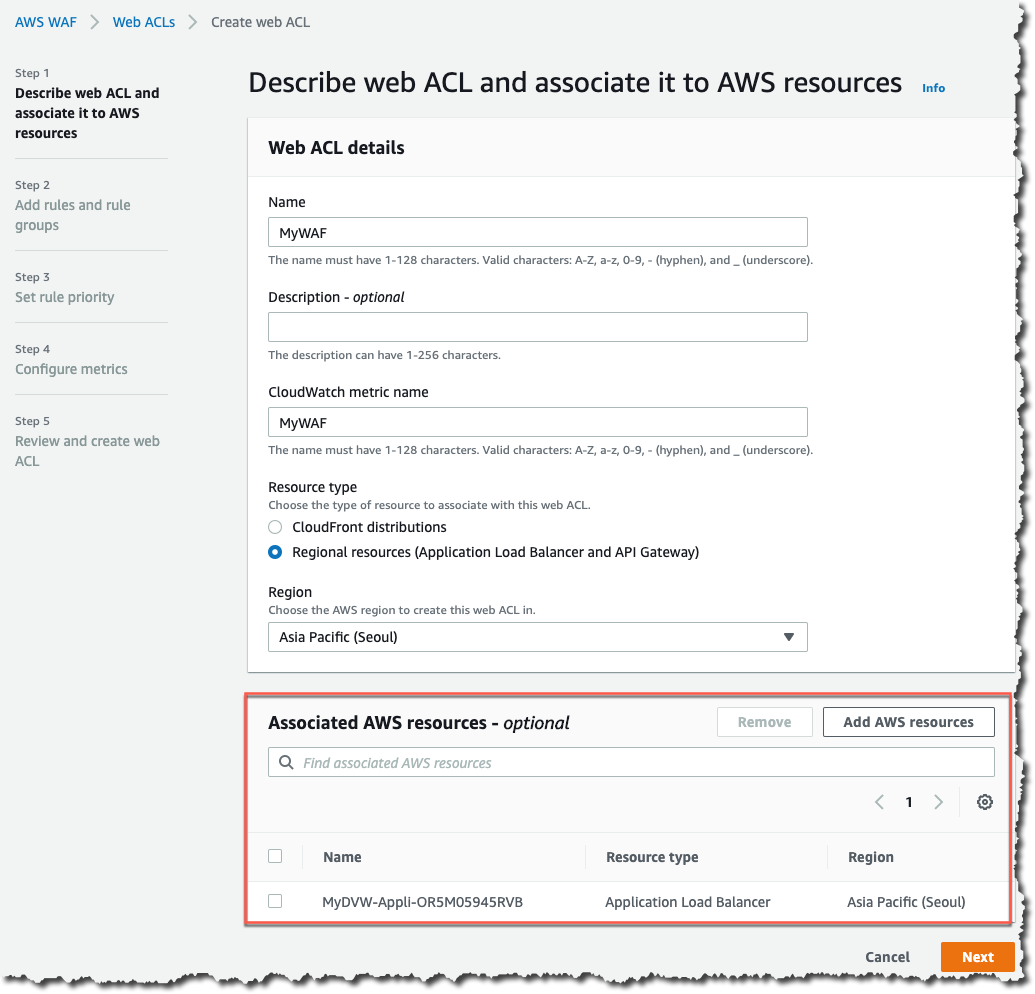 AWS WAF > Web ACLs > Create web ACL
Step 1
Describe web ACL and
associate it to AWS
resources
Step 2
Add rules and rule
groups
Step 3
Set rule priority
Step 4
Configure metrics
Step 5
Review and create web
ACL
Describe web ACL and associate it to AWS resources Info
Web ACL details
Name
MyWAF
The name must have 1-128 characters. Valid characters: A-Z, a-z, 0-9, - (hyphen), and _ (underscore).
Description - optional
The description can have 1-256 characters.
CloudWatch metric name
MyWAF
The name must have 1-128 characters. Valid characters: A-Z, a-z, 0-9, - (hyphen), and _ (underscore).
Resource type
Choose the type of resource to associate with this web ACL.
CloudFront distributions
Regional resources (Application Load Balancer and API Gateway)
Region
Choose the AWS region to create this web ACL in.
Asia Pacific (Seoul)
Associated AWS resources - optional Remove Add AWS resources
Find associated AWS resources
< 1 >
Name Resource type Region
MyDVW-Appli-OR5M05945RVB Application Load Balancer Asia Pacific (Seoul)
Cancel Next